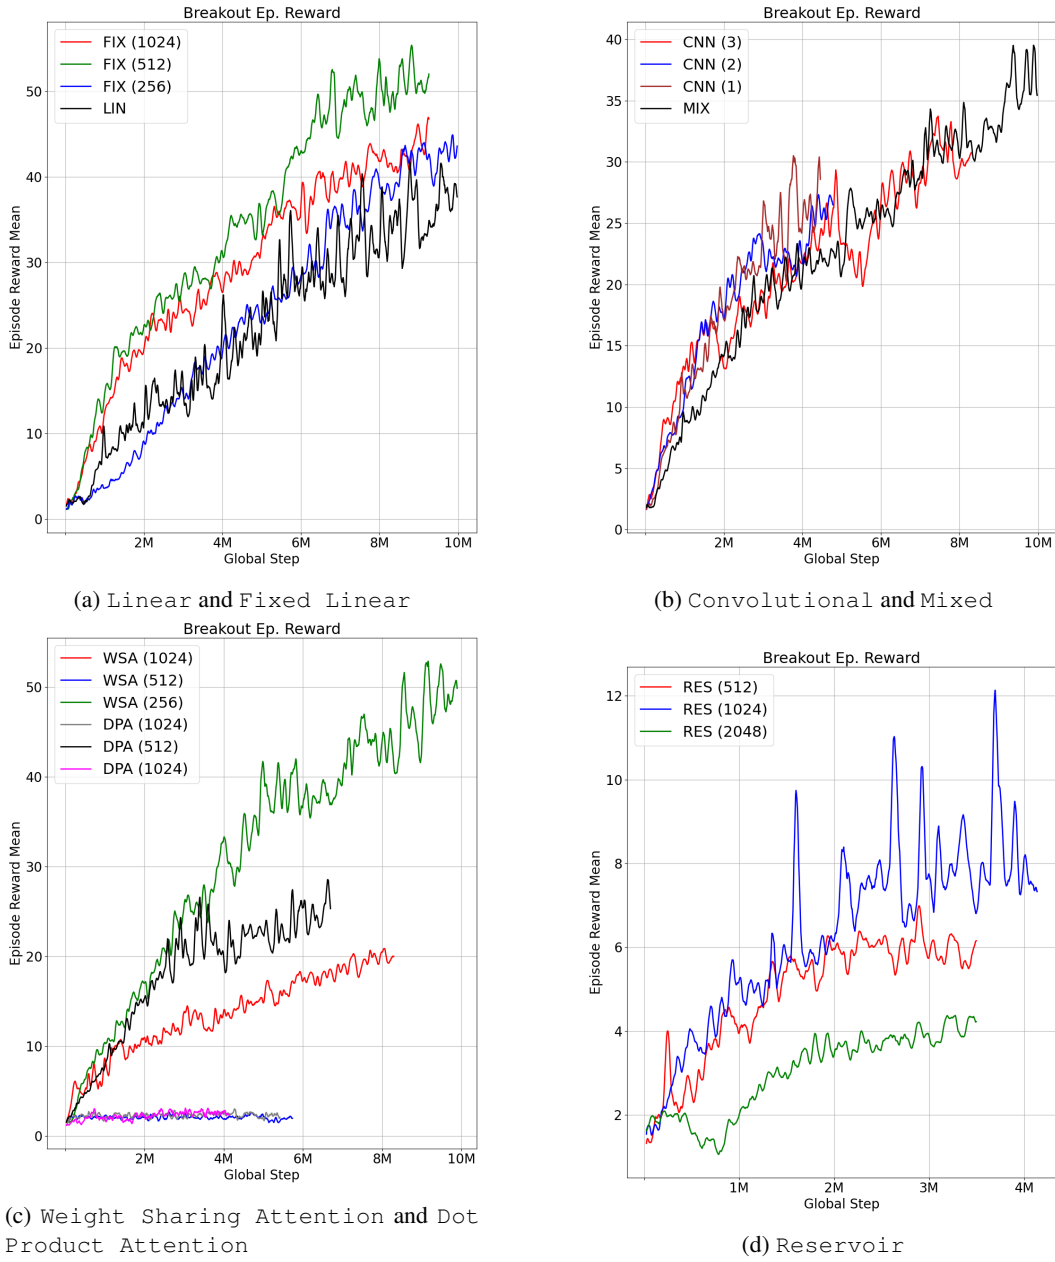 Breakout Ep. Reward
FIX (1024)
FIX (512)
FIX (256)
LIN
50
40
30
20
10
0
Episode Reward Mean
2M
4M
6M
8M
10M
Global Step
(a) Linear and Fixed Linear
Breakout Ep. Reward
CNN (3)
CNN (2)
CNN (1)
MIX
40
35
30
25
20
15
10
5
0
Episode Reward Mean
2M
4M
6M
8M
10M
Global Step
(b) Convolutional and Mixed
Breakout Ep. Reward
WSA (1024)
WSA (512)
WSA (256)
DPA (1024)
DPA (512)
DPA (1024)
50
40
30
20
10
0
Episode Reward Mean
2M
4M
6M
8M
10M
Global Step
(c) Weight Sharing Attention and Dot
Product Attention
Breakout Ep. Reward
RES (512)
RES (1024)
RES (2048)
12
10
8
6
4
2
Episode Reward Mean
1M
2M
3M
4M
Global Step
(d) Reservoir